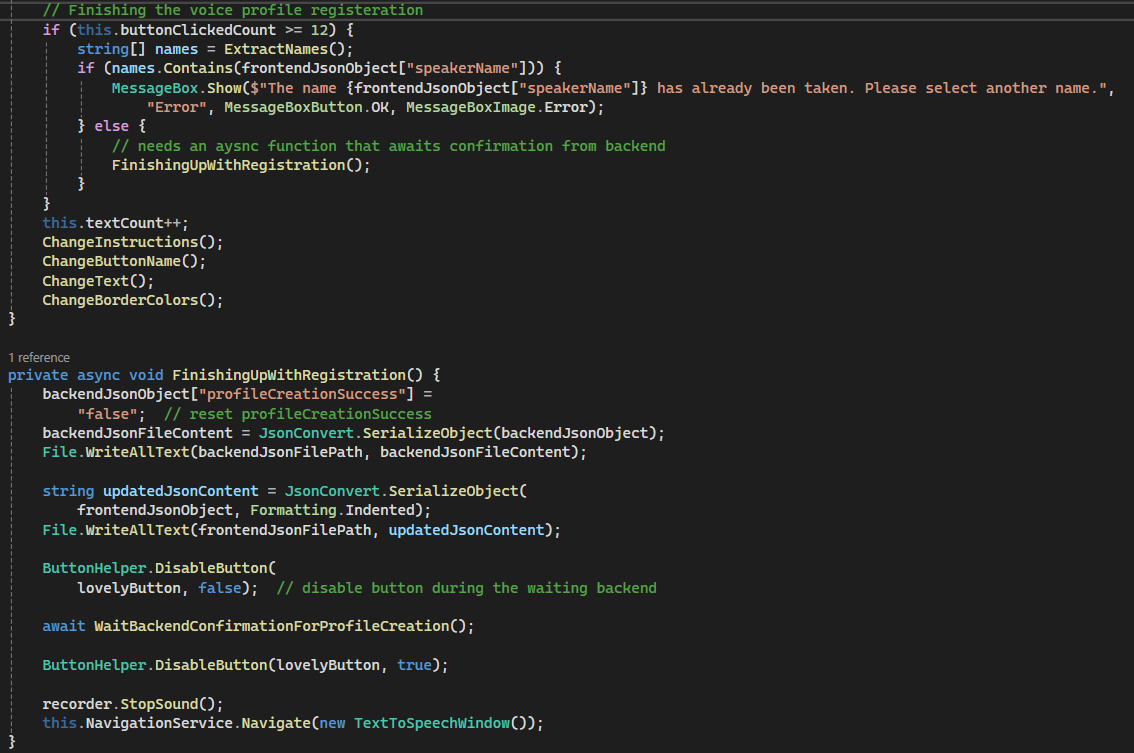 // Finishing the voice profile registeration
if (this.buttonClickedCount >= 12) {
string[] names = ExtractNames();
if (names.Contains(frontendJsonObject["speakerName"])) {
MessageBox.Show($"The name {frontendJsonObject["speakerName"]} has already been taken. Please select another name.",
"Error", MessageBoxButton.OK, MessageBoxImage.Error);
} else {
// needs an aysnc function that awaits confirmation from backend
FinishingUpWithRegistration();
}
}
this.textCount++;
ChangeInstructions();
ChangeButtonName();
ChangeText();
ChangeBorderColors();
}
1 reference
private async void FinishingUpWithRegistration() {
backendJsonObject["profileCreationSuccess"] =
"false";  // reset profileCreationSuccess
backendJsonFileContent = JsonConvert.SerializeObject(backendJsonObject);
File.WriteAllText(backendJsonFilePath, backendJsonFileContent);
string updatedJsonContent = JsonConvert.SerializeObject(
frontendJsonObject, Formatting.Indented);
File.WriteAllText(frontendJsonFilePath, updatedJsonContent);
ButtonHelper.DisableButton(
lovelyButton, false);  // disable button during the waiting backend
await WaitBackendConfirmationForProfileCreation();
ButtonHelper.DisableButton(lovelyButton, true);
recorder.StopSound();
this.NavigationService.Navigate(new TextToSpeechWindow());
}